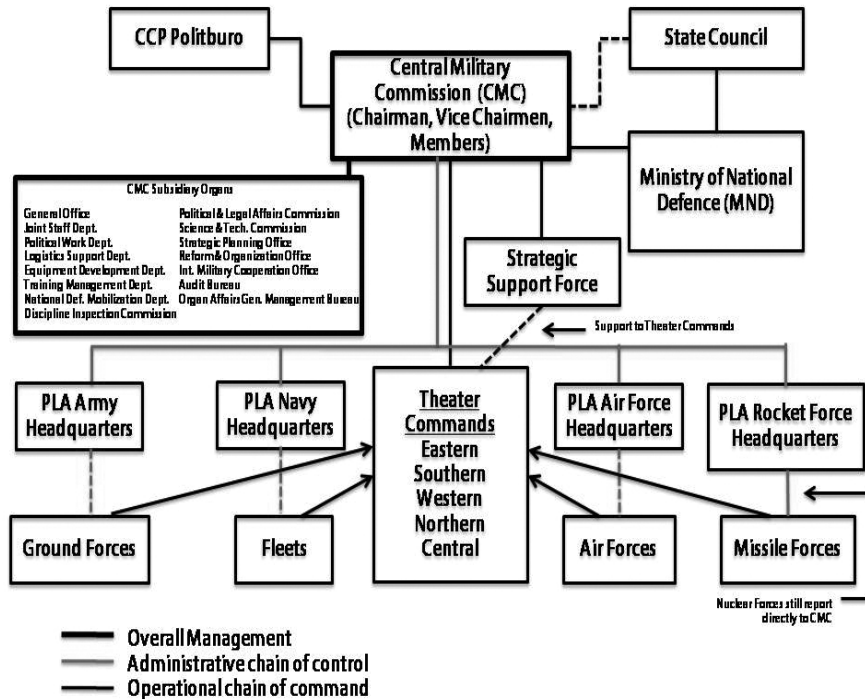 CCP Politburo
State Council
Central Military
Commission (CMC)
(Chairman, Vice Chairmen,
Members)
Ministry of National
Defence (MND)
CMC Subsidiary Organs
General Office
Joint Staff Dept.
Political Work Dept.
Logistics Support Dept.
Equipment Development Dept.
Training Management Dept.
National Def. Mobilization Dept.
Discipline Inspection Commission
Political & Legal Affairs Commission
Science & Tech. Commission
Strategic Planning Office
Reform & Organization Office
Int. Military Cooperation Office
Audit Bureau
Organ Affairs Gen. Management Bureau
Strategic
Support Force
Support to Theater Commands
PLA Army
Headquarters
PLA Navy
Headquarters
Theater
Commands
Eastern
Southern
Western
Northern
Central
PLA Air Force
Headquarters
PLA Rocket Force
Headquarters
Ground Forces
Fleets
Air Forces
Missile Forces
Nuclear Forces still report
directly to CMC
Overall Management
Administrative chain of control
Operational chain of command